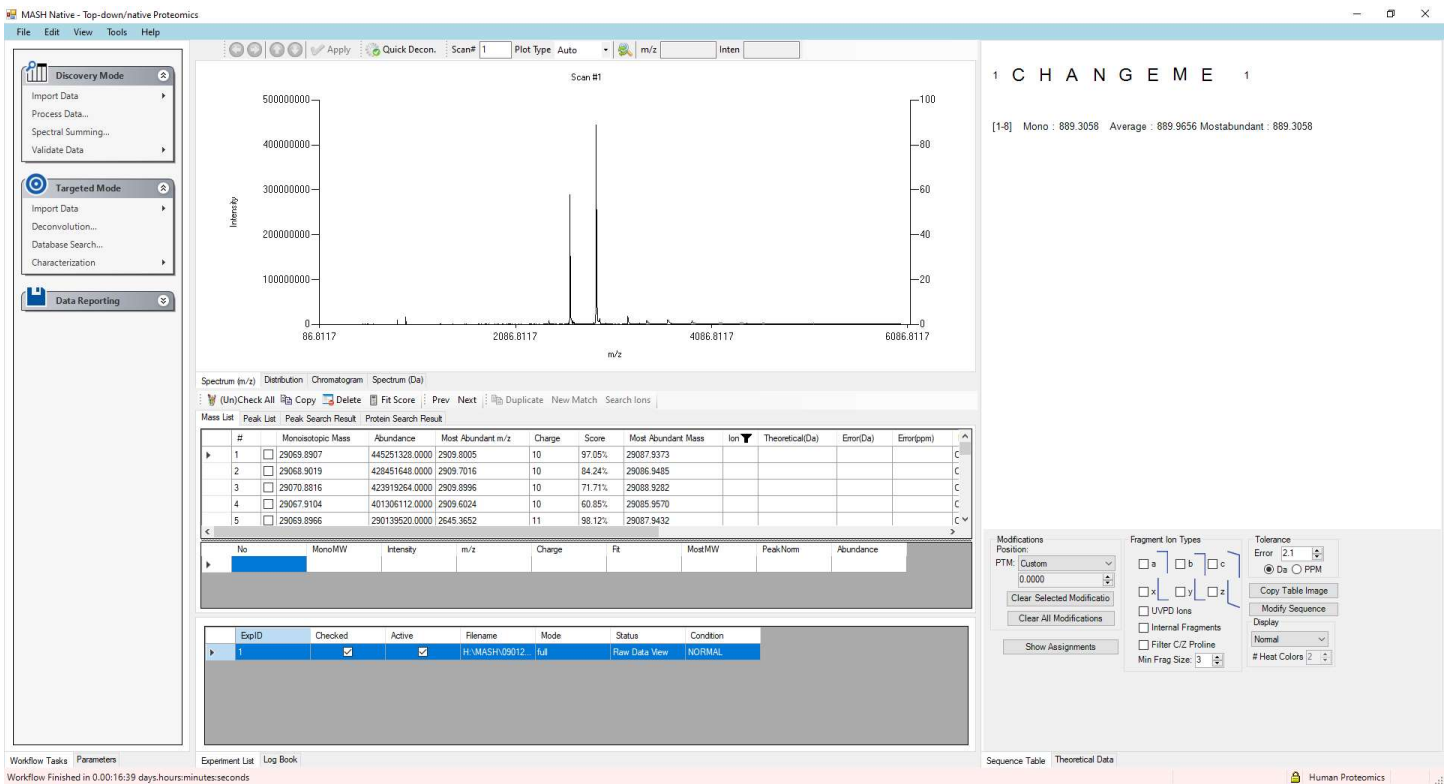 MASH Native - Top-down/native Proteomics
File Edit View Tools Help
Discovery Mode
Import Data
Process Data...
Spectral Summing...
Validate Data
Targeted Mode
Import Data
Deconvolution...
Database Search...
Characterization
Data Reporting
Workflow Tasks Parameters
Apply Quick Decon. Scan# 1 Plot Type Auto m/z Inten
Scan #1
500000000 100
400000000 80
300000000 60
200000000 40
100000000 20
0 0
Intensity
86.8117 2086.8117 4086.8117 6086.8117
m/z
Spectrum (m/z) Distribution Chromatogram Spectrum (Da)
(Un)Check All Copy Delete Fit Score Prev Next Duplicate New Match Search Ions
Mass List Peak List Peak Search Result Protein Search Result
# Monoisotopic Mass Abundance Most Abundant m/z Charge Score Most Abundant Mass Ion Theoretical(Da) Error(Da) Error(ppm)
1 29069.8907 445251328.0000 2909.8005 10 97.05% 29087.9373
2 29068.9019 428451648.0000 2909.7016 10 84.24% 29086.9485
3 29070.8816 423919264.0000 2909.8996 10 71.71% 29088.9282
4 29067.9104 401306112.0000 2909.6024 10 60.85% 29085.9570
5 29069.8966 290139520.0000 2645.3652 11 98.12% 29087.9432
No MonoMW Intensity m/z Charge Fit MostMW PeakNorm Abundance
ExpID Checked Active Filename Mode Status Condition
1 H:\MASH\09012... full Raw Data View NORMAL
Experiment List Log Book
1 C H A N G E M E 1
[1-8] Mono : 889.3058 Average : 889.9656 Mostabundant : 889.3058
Modifications
Position:
PTM: Custom
0.0000
Clear Selected Modificatio
Clear All Modifications
Show Assignments
Fragment Ion Types
a b c
x y z
UVPD Ions
Internal Fragments
Filter C/Z Proline
Min Frag Size: 3
Tolerance
Error 2.1
Da PPM
Copy Table Image
Modify Sequence
Display
Normal
# Heat Colors 2
Sequence Table Theoretical Data
Workflow Finished in 0.00:16:39 days.hours:minutes:seconds
Human Proteomics